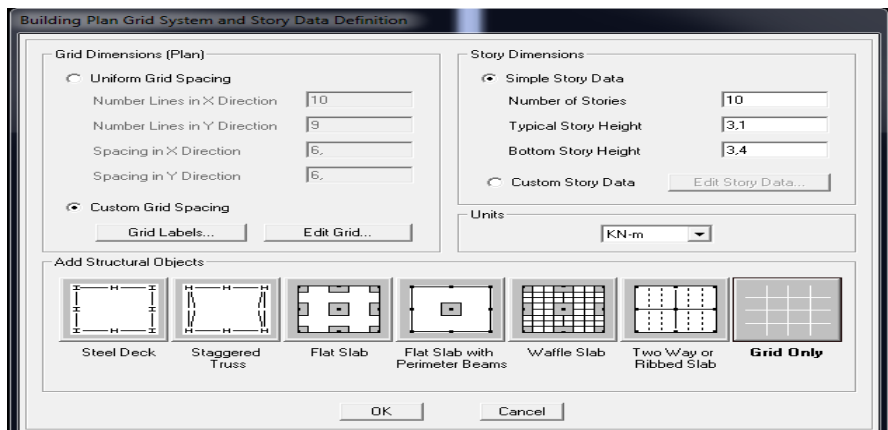 Building Plan Grid System and Story Data Definition
Grid Dimensions (Plan)
Uniform Grid Spacing
Number Lines in X Direction 10
Number Lines in Y Direction 9
Spacing in X Direction 6,
Spacing in Y Direction 6,
Custom Grid Spacing
Grid Labels... Edit Grid...
Story Dimensions
Simple Story Data
Number of Stories 10
Typical Story Height 3,1
Bottom Story Height 3,4
Custom Story Data Edit Story Data...
Units
KN-m
Add Structural Objects
Steel Deck
Staggered
Truss
Flat Slab
Flat Slab with
Perimeter Beams
Waffle Slab
Two Way or
Ribbed Slab
Grid Only
OK Cancel